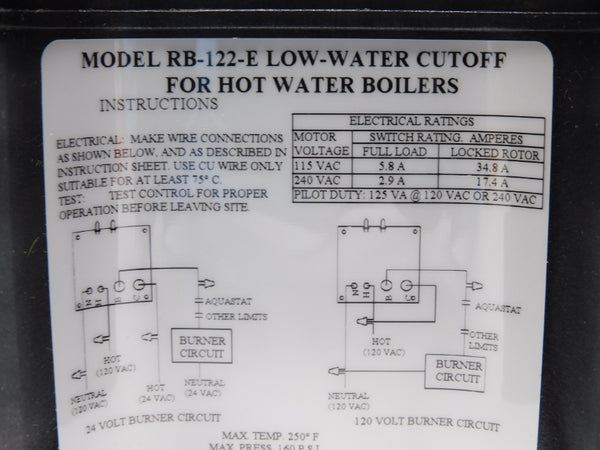 MODEL RB-122-E LOW-WATER CUTOFF
FOR HOT WATER BOILERS
INSTRUCTIONS
ELECTRICAL: MAKE WIRE CONNECTIONS
AS SHOWN BELOW, AND AS DESCRIBED IN
INSTRUCTION SHEET. USE CU WIRE ONLY
SUITABLE FOR AT LEAST 75° C.
TEST: TEST CONTROL FOR PROPER
OPERATION BEFORE LEAVING SITE.
ELECTRICAL RATINGS
MOTOR VOLTAGE
SWITCH RATING, AMPERES
FULL LOAD LOCKED ROTOR
115 VAC 5.8 A 34.8 A
240 VAC 2.9 A 17.4 A
PILOT DUTY: 125 VA @ 120 VAC OR 240 VAC
N H B C
AQUASTAT
OTHER LIMITS
BURNER
CIRCUIT
HOT
(120 VAC)
NEUTRAL
(120 VAC)
HOT
(24 VAC)
NEUTRAL
(24 VAC)
24 VOLT BURNER CIRCUIT
N H B C
AQUASTAT
OTHER
LIMITS
HOT
(120 VAC)
BURNER
CIRCUIT
NEUTRAL
(120 VAC)
120 VOLT BURNER CIRCUIT
MAX. TEMP. 250° F
MAX. PRESS. 160 P.S.I.